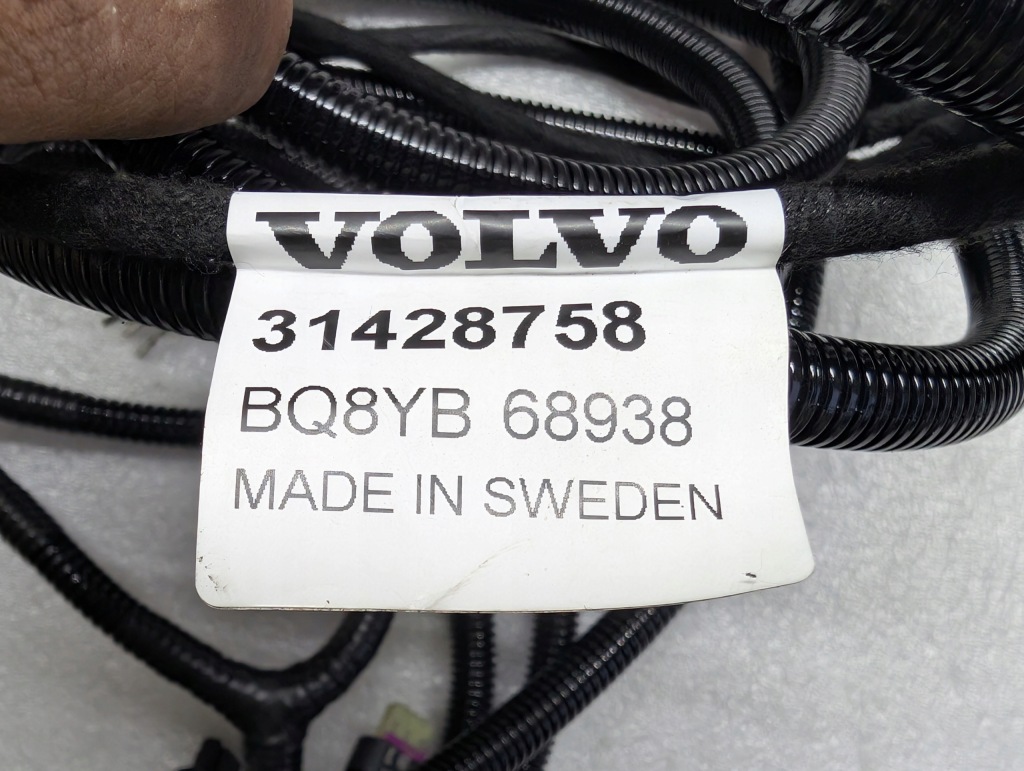 VOLVO
31428758
BQ8YB 68938
MADE IN SWEDEN